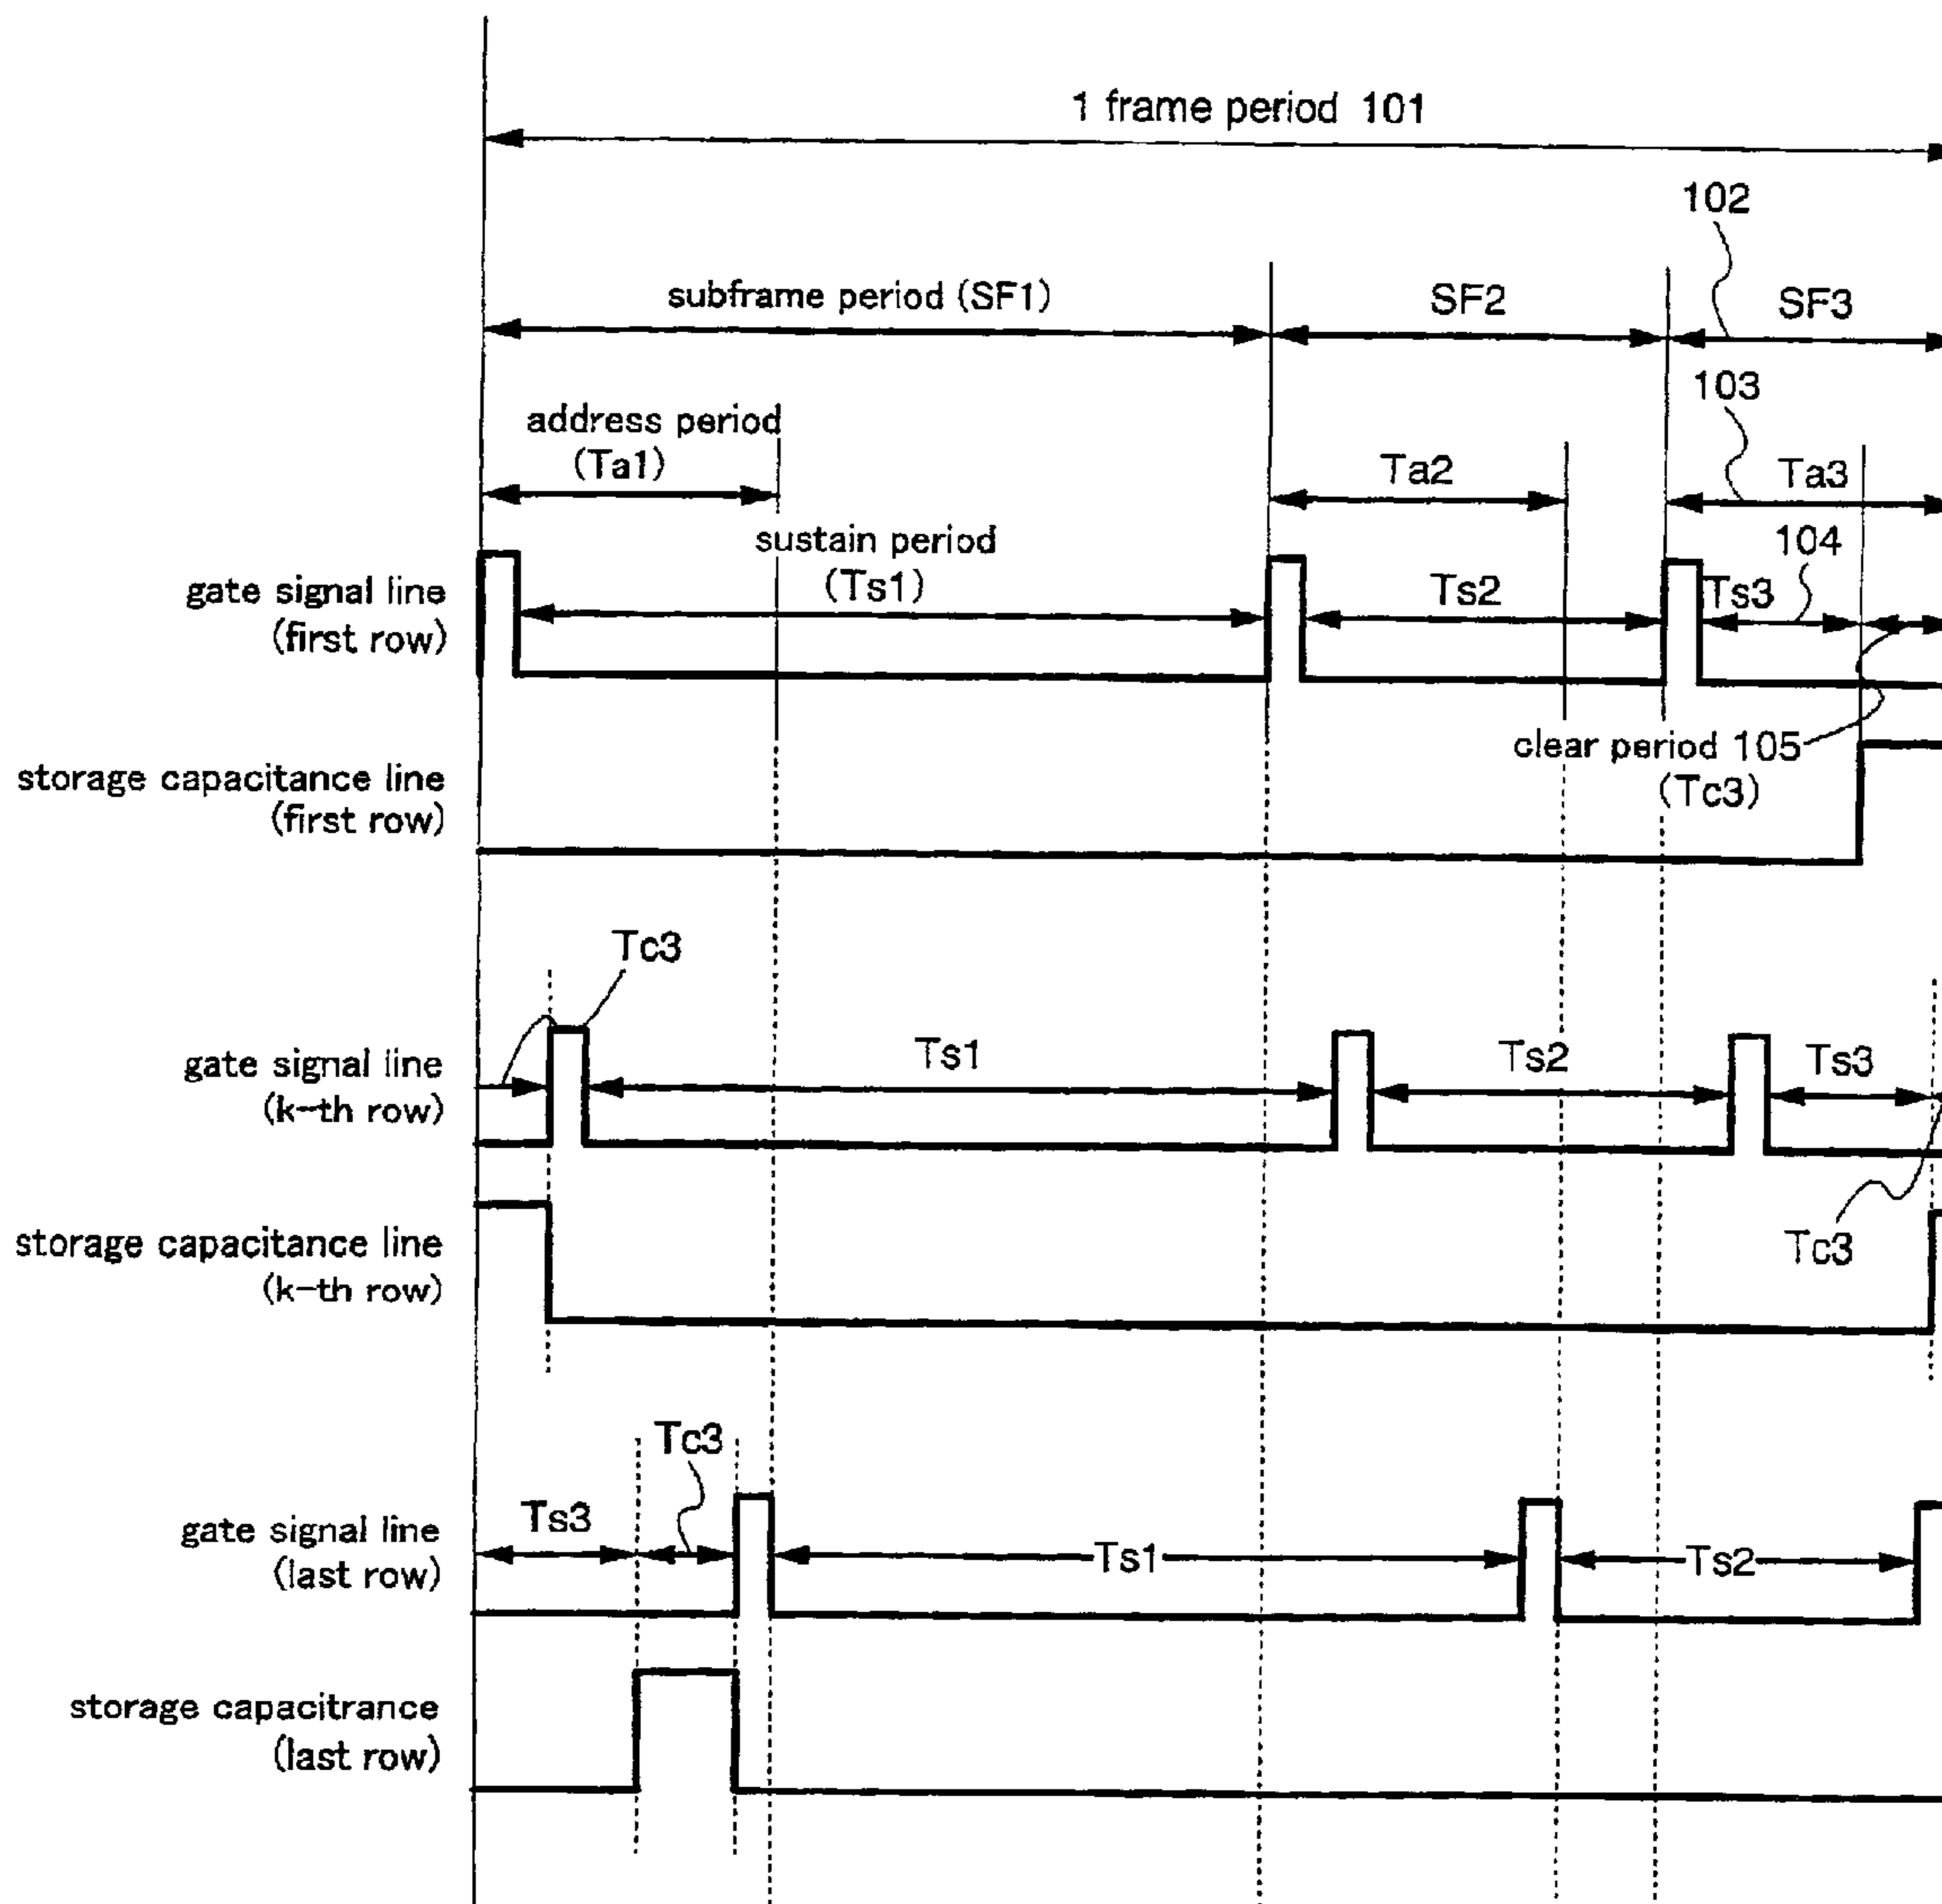 1 frame period 101
102
subframe period (SF1)
SF2
SF3
103
address period
(Ta1)
Ta2
Ta3
sustain period
(Ts1)
104
gate signal line
(first row)
Ts2
Ts3
clear period 105
(Tc3)
storage capacitance line
(first row)
Tc3
gate signal line
(k-th row)
Ts1
Ts2
Ts3
storage capacitance line
(k-th row)
Tc3
Tc3
gate signal line
(last row)
Ts3
Ts1
Ts2
storage capacitrance
(last row)